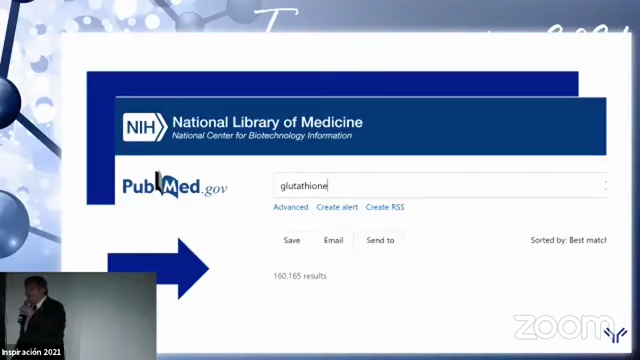 NIH National Library of Medicine
National Center for Biotechnology Information
PubMed.gov
glutathione
Advanced Create alert Create RSS
Save Email Send to Sorted by: Best match
160,165 results
Inspiración 2021
zoom